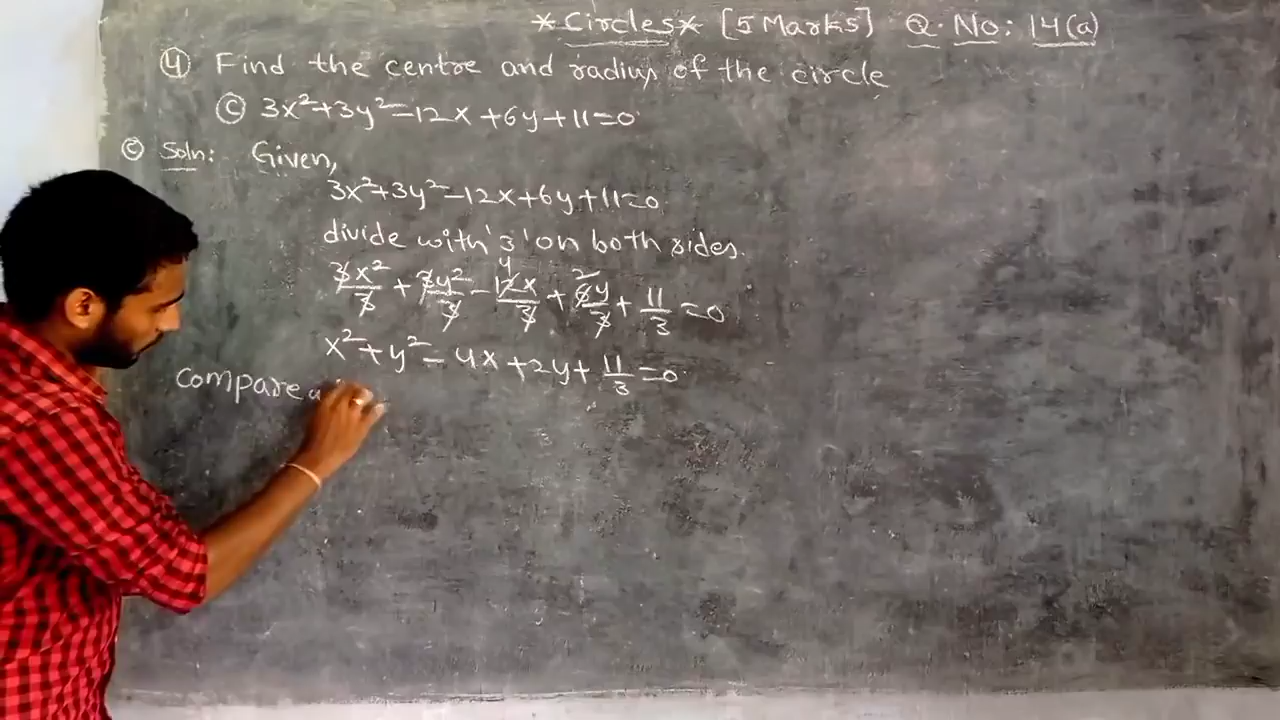 *Circles* [5 Marks] Q. No: 14(a)
④ Find the centre and radius of the circle
ⓒ 3x²+3y²-12x+6y+11=0
ⓒ Soln: Given,
3x²+3y²-12x+6y+11=0
divide with '3' on both sides.
3x²/3 + 3y²/3 - 12x/3 4 + 6y/3 2 + 11/3 =0
x²+y²-4x+2y+11/3=0
compare